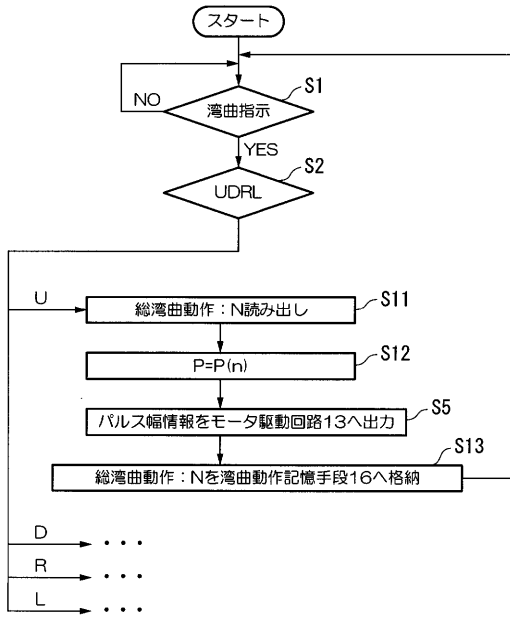 スタート
S1
湾曲指示
NO
YES
S2
UDRL
U
総湾曲動作：N読み出し
S11
P=P(n)
S12
パルス幅情報をモータ駆動回路13へ出力
S5
総湾曲動作：Nを湾曲動作記憶手段16へ格納
S13
D
・・・
R
・・・
L
・・・